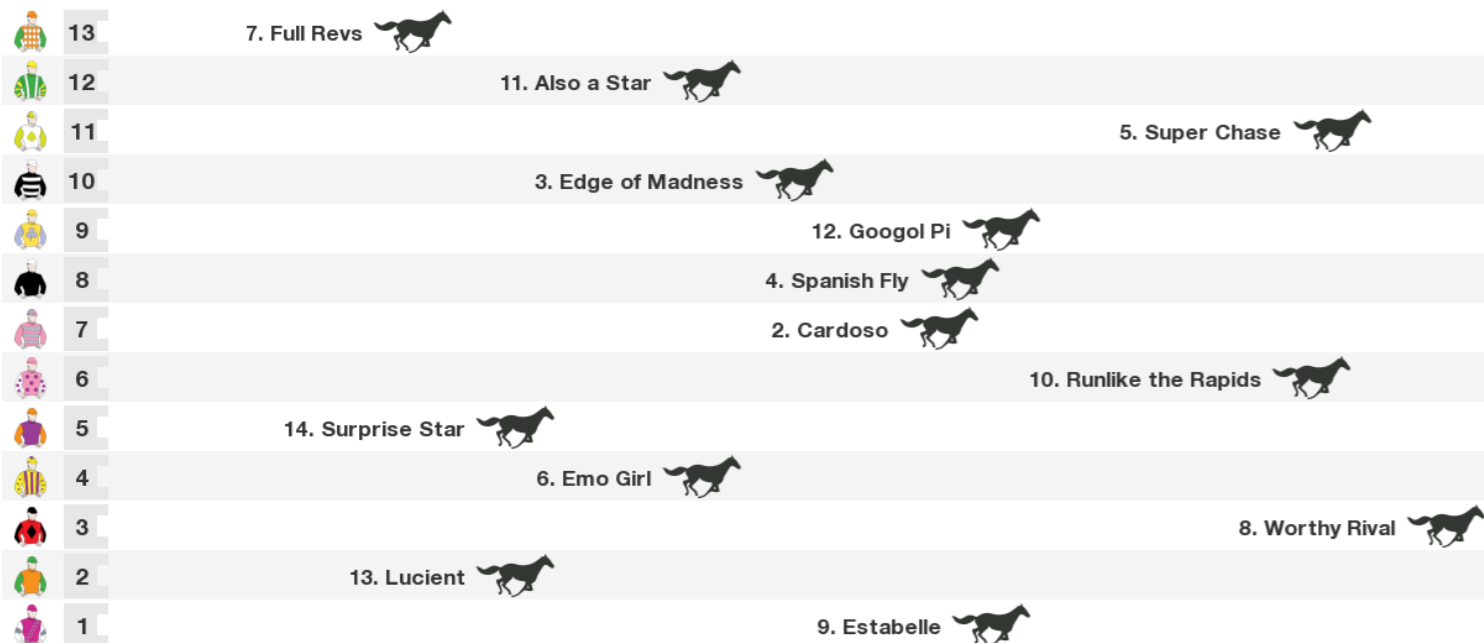 13 7. Full Revs
12 11. Also a Star
11 5. Super Chase
10 3. Edge of Madness
9 12. Googol Pi
8 4. Spanish Fly
7 2. Cardoso
6 10. Runlike the Rapids
5 14. Surprise Star
4 6. Emo Girl
3 8. Worthy Rival
2 13. Lucient
1 9. Estabelle